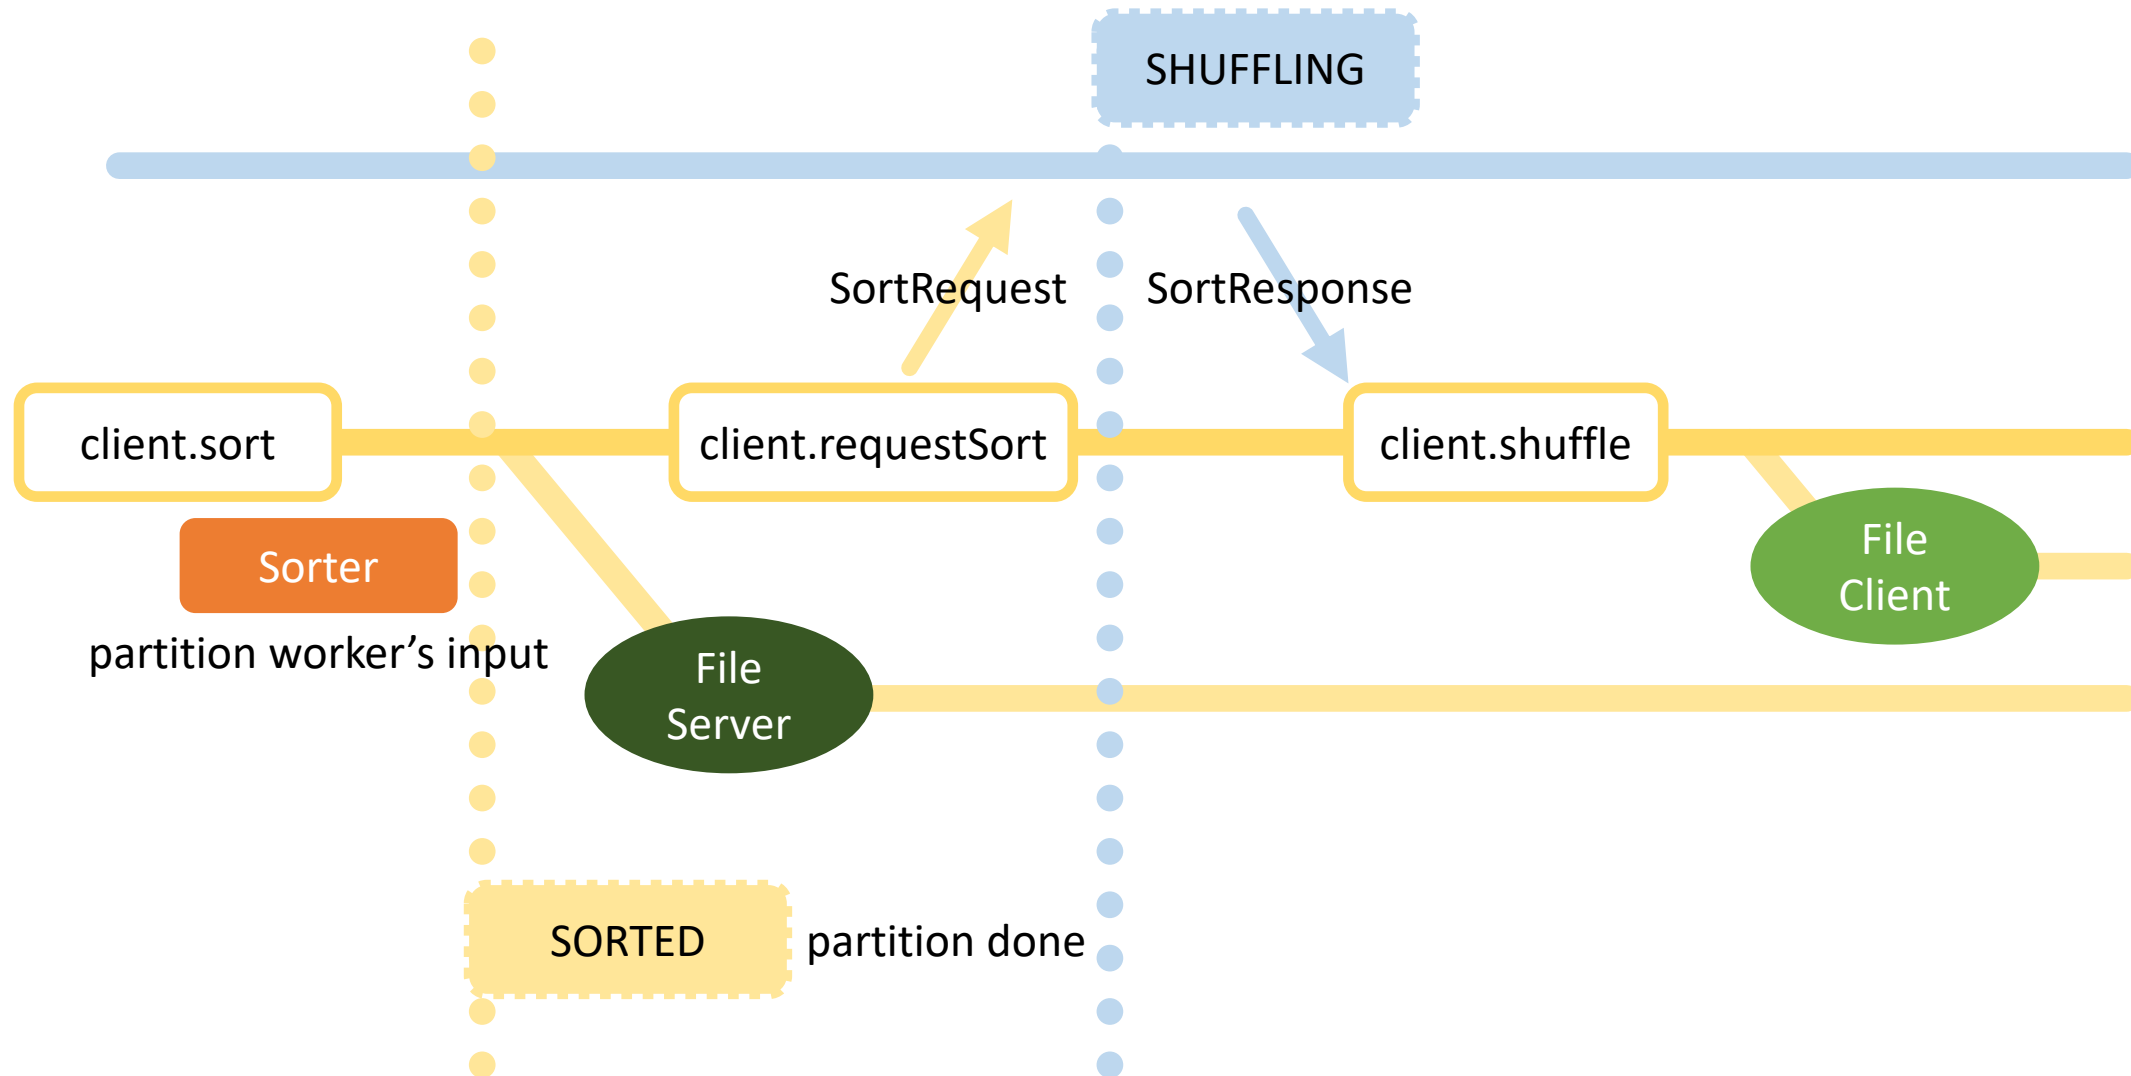 SHUFFLING
SortRequest
SortResponse
client.sort
client.requestSort
client.shuffle
Sorter
File
Client
partition worker’s input
File
Server
SORTED
partition done